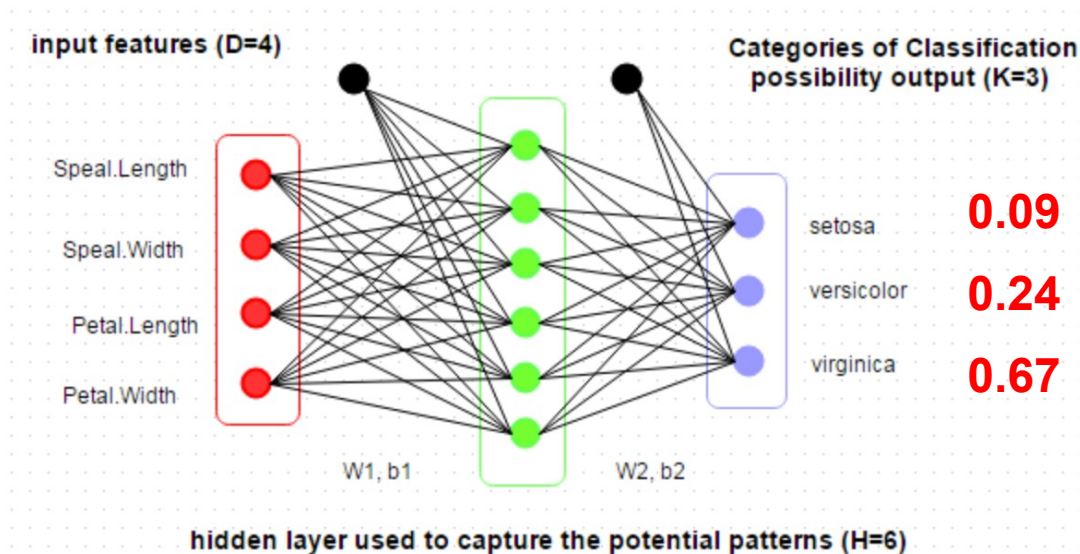 input features (D=4)
Categories of Classification
possibility output (K=3)
Speal.Length
Speal.Width
Petal.Length
Petal.Width
setosa
0.09
versicolor
0.24
virginica
0.67
W1, b1
W2, b2
hidden layer used to capture the potential patterns (H=6)